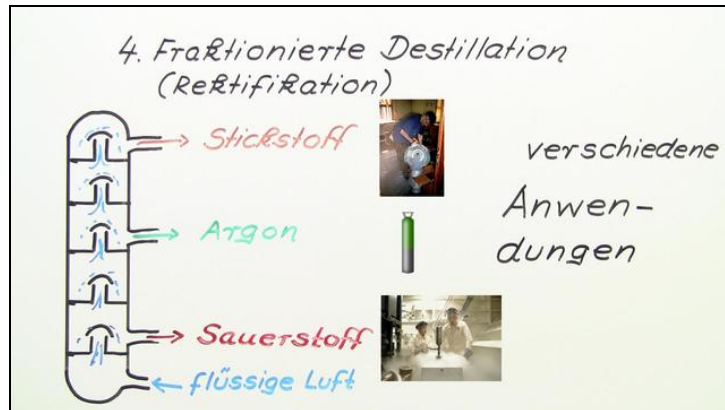 4. Fraktionierte Destillation
(Rektifikation)
Stickstoff
verschiedene
Anwen-
dungen
Argon
Sauerstoff
flüssige Luft